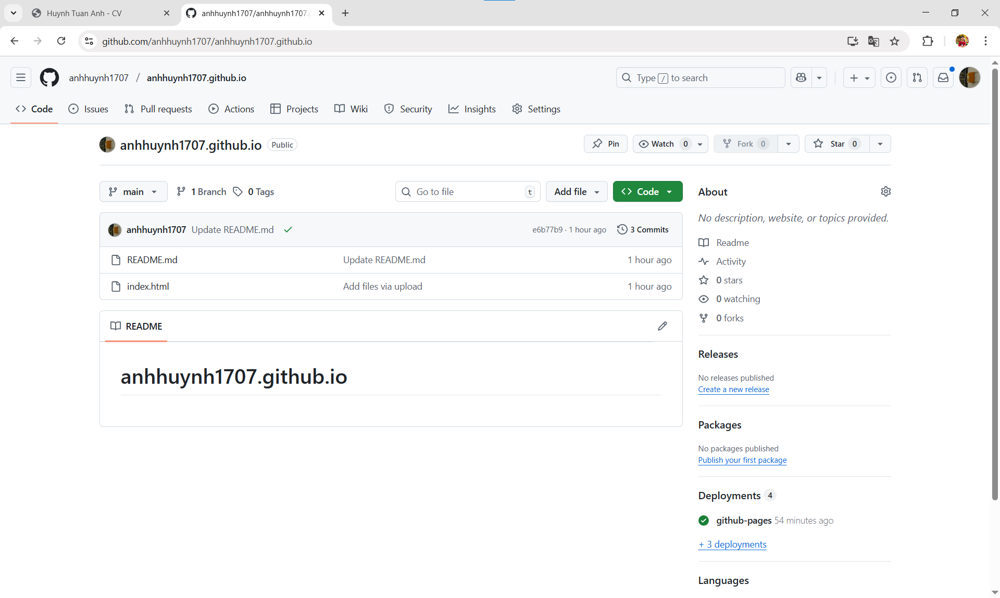 Huynh Tuan Anh - CV
anhhuynh1707/anhhuynh1707.
github.com/anhhuynh1707/anhhuynh1707.github.io
anhhuynh1707 / anhhuynh1707.github.io
Type / to search
Code Issues Pull requests Actions Projects Wiki Security Insights Settings
anhhuynh1707.github.io Public
Pin Watch 0 Fork 0 Star 0
main 1 Branch 0 Tags Go to file t Add file Code
anhhuynh1707 Update README.md e6b77b9 · 1 hour ago 3 Commits
README.md Update README.md 1 hour ago
index.html Add files via upload 1 hour ago
README
anhhuynh1707.github.io
About
No description, website, or topics provided.
Readme
Activity
0 stars
0 watching
0 forks
Releases
No releases published
Create a new release
Packages
No packages published
Publish your first package
Deployments 4
github-pages 54 minutes ago
+ 3 deployments
Languages